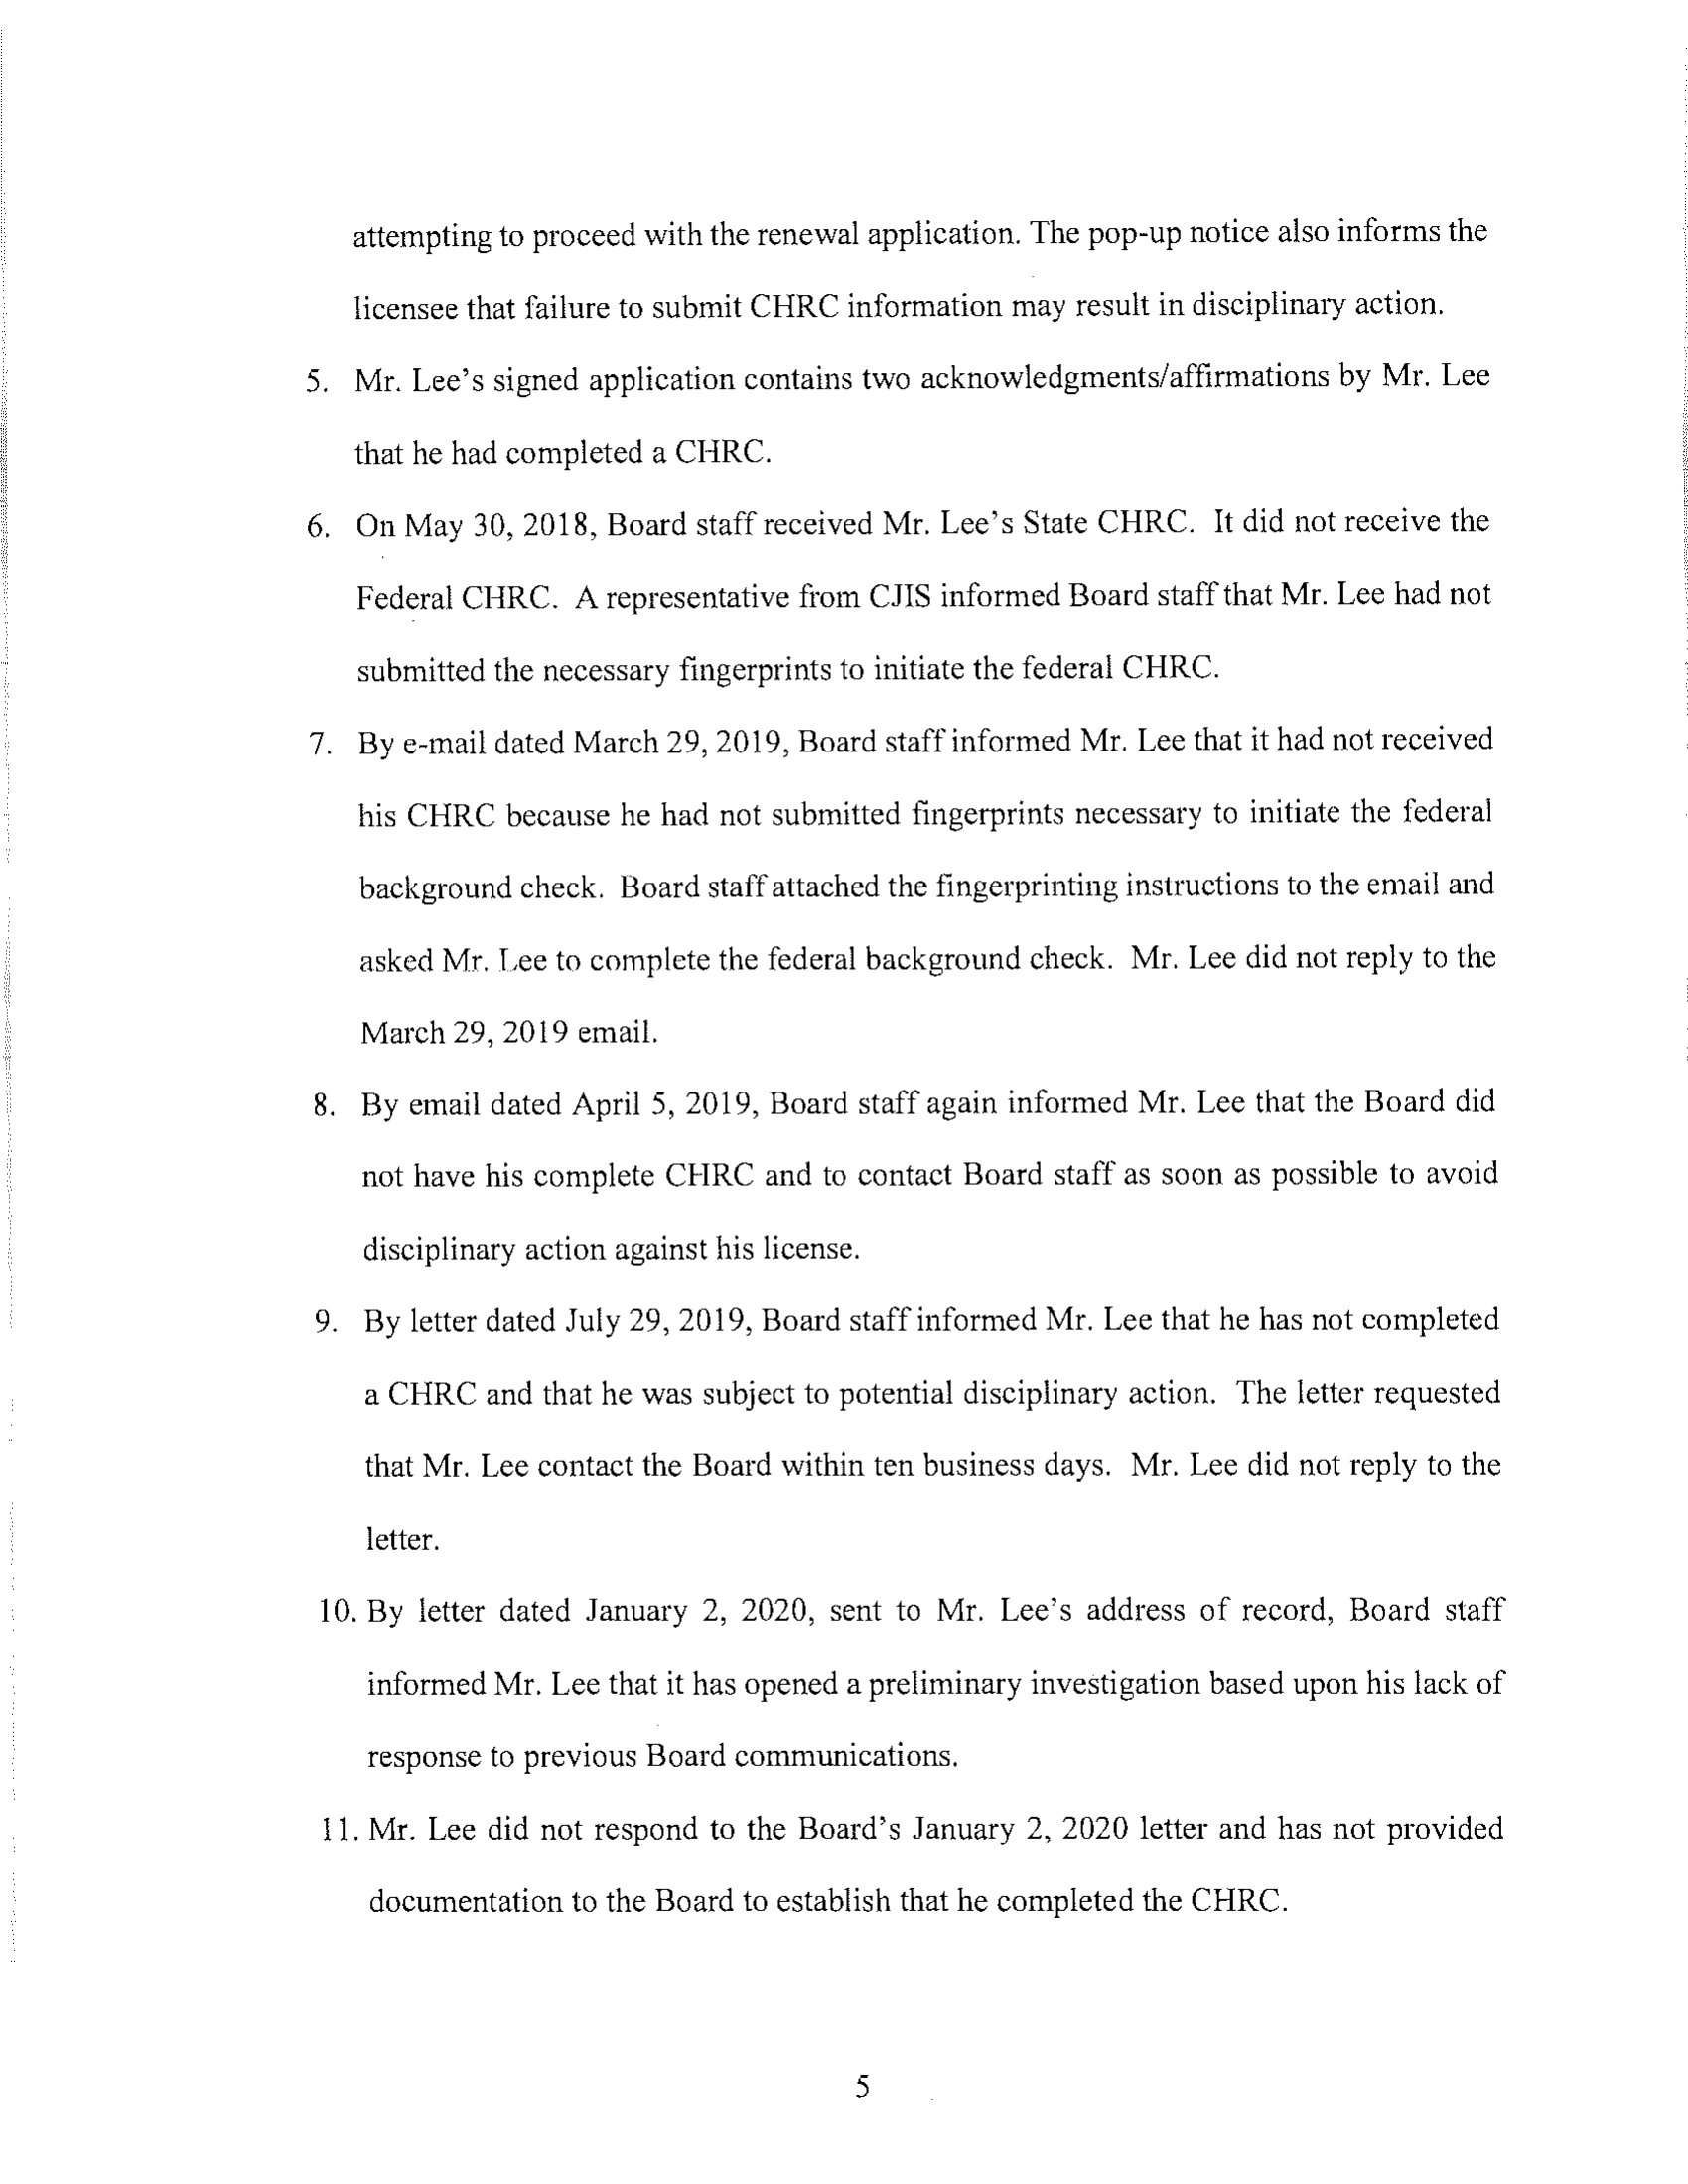 attempting to proceed with the renewal application. The pop-up notice also informs the
licensee that failure to submit CHRC information may result in disciplinary action.
5. Mr. Lee's signed application contains two acknowledgments/affirmations by Mr. Lee
that he had completed a CHRC.
6. On May 30, 2018, Board staff received Mr. Lee's State CHRC. It did not receive the
Federal CHRC. A representative from CJIS informed Board staff that Mr. Lee had not
submitted the necessary fingerprints to initiate the federal CHRC.
7. By e-mail dated March 29, 2019, Board staff informed Mr. Lee that it had not received
his CHRC because he had not submitted fingerprints necessary to initiate the federal
background check. Board staff attached the fingerprinting instructions to the email and
asked Mr. Lee to complete the federal background check. Mr. Lee did not reply to the
March 29, 2019 email.
8. By email dated April 5, 2019, Board staff again informed Mr. Lee that the Board did
not have his complete CHRC and to contact Board staff as soon as possible to avoid
disciplinary action against his license.
9. By letter dated July 29, 2019, Board staff informed Mr. Lee that he has not completed
a CHRC and that he was subject to potential disciplinary action. The letter requested
that Mr. Lee contact the Board within ten business days. Mr. Lee did not reply to the
letter.
10. By letter dated January 2, 2020, sent to Mr. Lee's address of record, Board staff
informed Mr. Lee that it has opened a preliminary investigation based upon his lack of
response to previous Board communications.
11. Mr. Lee did not respond to the Board's January 2, 2020 letter and has not provided
documentation to the Board to establish that he completed the CHRC.
5